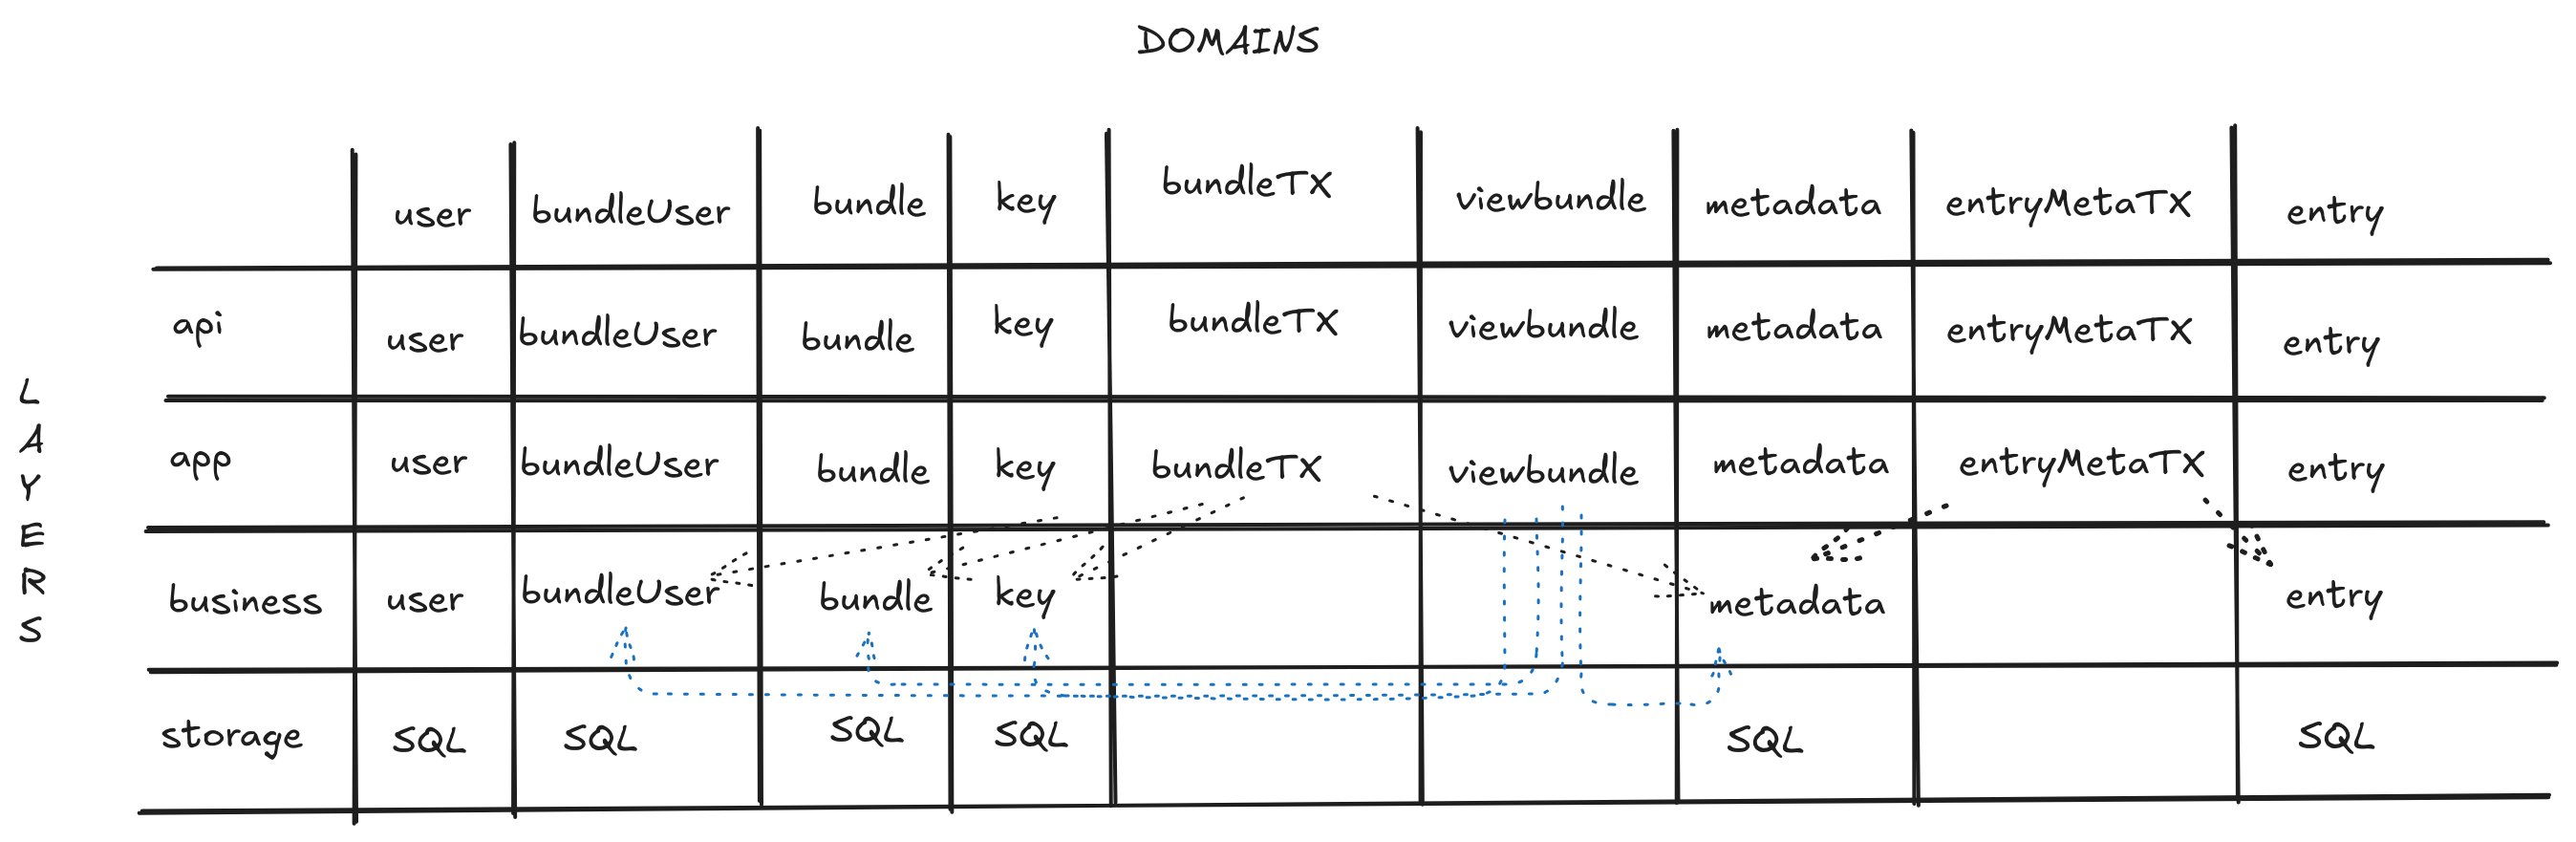 DOMAINS
user bundleUser bundle key bundleTX viewbundle metadata entryMetaTX entry
api user bundleUser bundle key bundleTX viewbundle metadata entryMetaTX entry
app user bundleUser bundle key bundleTX viewbundle metadata entryMetaTX entry
business user bundleUser bundle key metadata entry
storage SQL SQL SQL SQL SQL SQL
L
A
Y
E
R
S